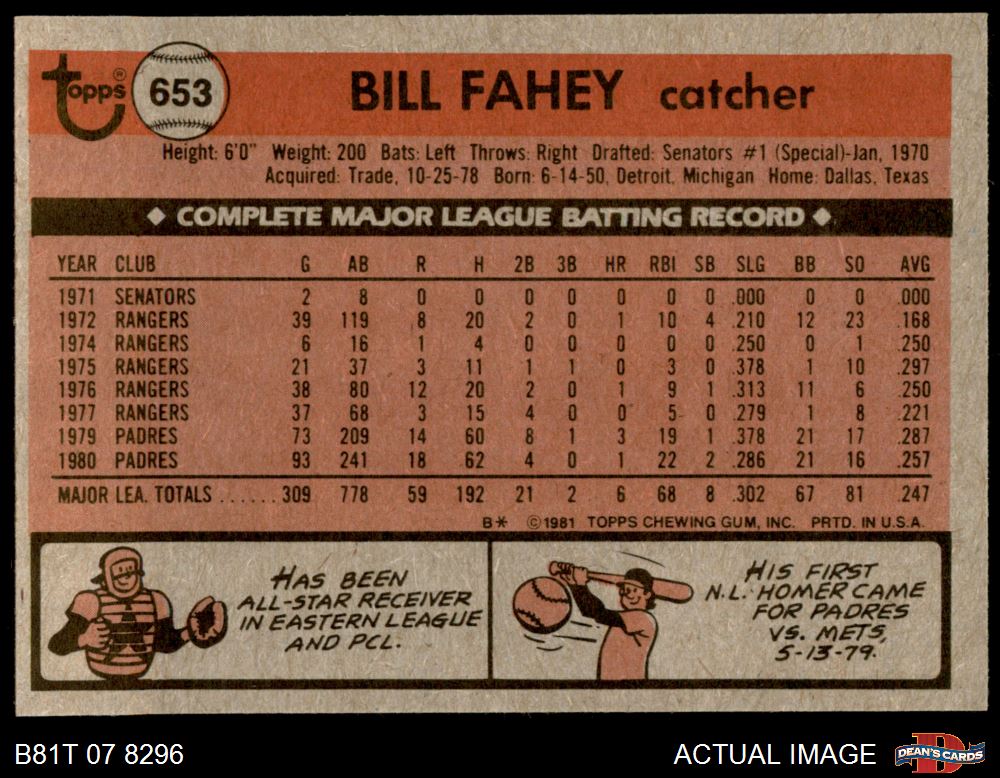 Topps® 653 BILL FAHEY catcher
Height: 6'0" Weight: 200 Bats: Left Throws: Right Drafted: Senators #1 (Special)-Jan, 1970
Acquired: Trade, 10-25-78 Born: 6-14-50, Detroit, Michigan Home: Dallas, Texas
◆ COMPLETE MAJOR LEAGUE BATTING RECORD ◆
YEAR CLUB G AB R H 2B 3B HR RBI SB SLG BB SO AVG
1971 SENATORS 2 8 0 0 0 0 0 0 0 .000 0 0 .000
1972 RANGERS 39 119 8 20 2 0 1 10 4 .210 12 23 .168
1974 RANGERS 6 16 1 4 0 0 0 0 0 .250 0 1 .250
1975 RANGERS 21 37 3 11 1 1 0 3 0 .378 1 10 .297
1976 RANGERS 38 80 12 20 2 0 1 9 1 .313 11 6 .250
1977 RANGERS 37 68 3 15 4 0 0 5 0 .279 1 8 .221
1979 PADRES 73 209 14 60 8 1 3 19 1 .378 21 17 .287
1980 PADRES 93 241 18 62 4 0 1 22 2 .286 21 16 .257
MAJOR LEA. TOTALS ...... 309 778 59 192 21 2 6 68 8 .302 67 81 .247
B* ©1981 TOPPS CHEWING GUM, INC. PRTD. IN U.S.A.
HAS BEEN
ALL-STAR RECEIVER
IN EASTERN LEAGUE
AND PCL.
HIS FIRST
N.L. HOMER CAME
FOR PADRES
VS. METS,
5-13-79.
B81T 07 8296 ACTUAL IMAGE DEAN'S CARDS